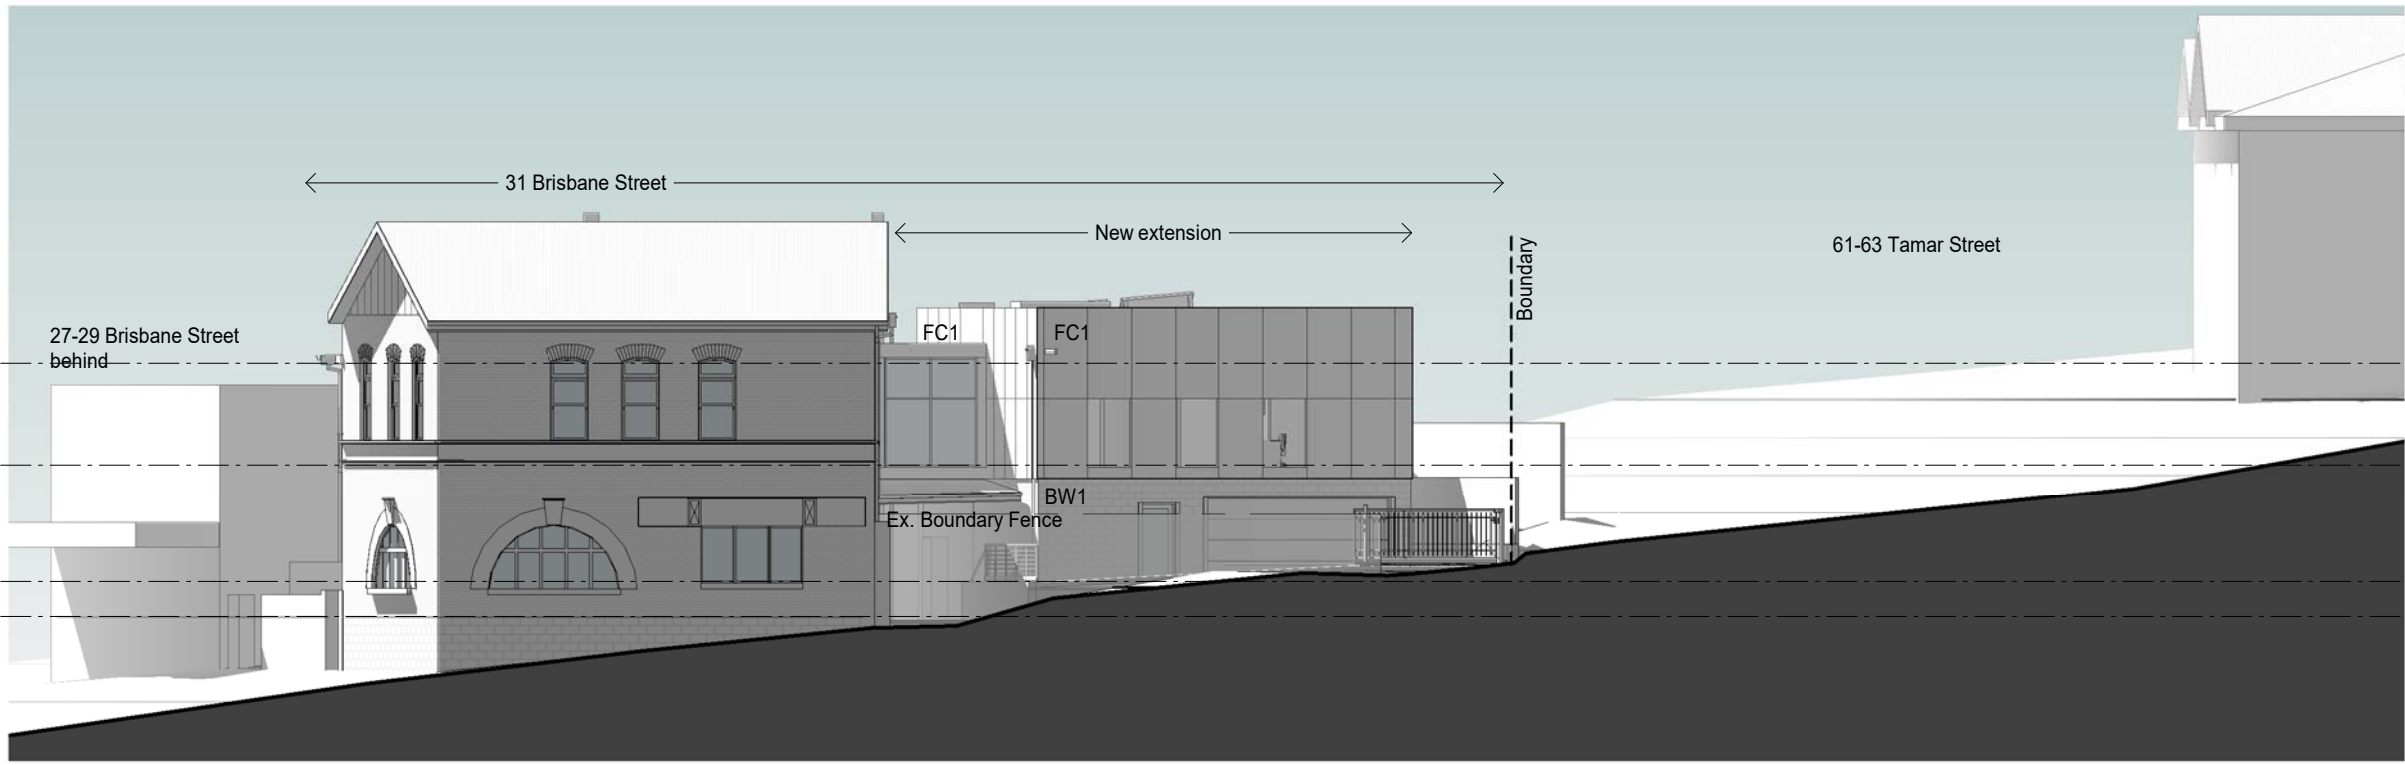 31 Brisbane Street
New extension
61-63 Tamar Street
Boundary
27-29 Brisbane Street
behind
FC1
FC1
BW1
Ex. Boundary Fence